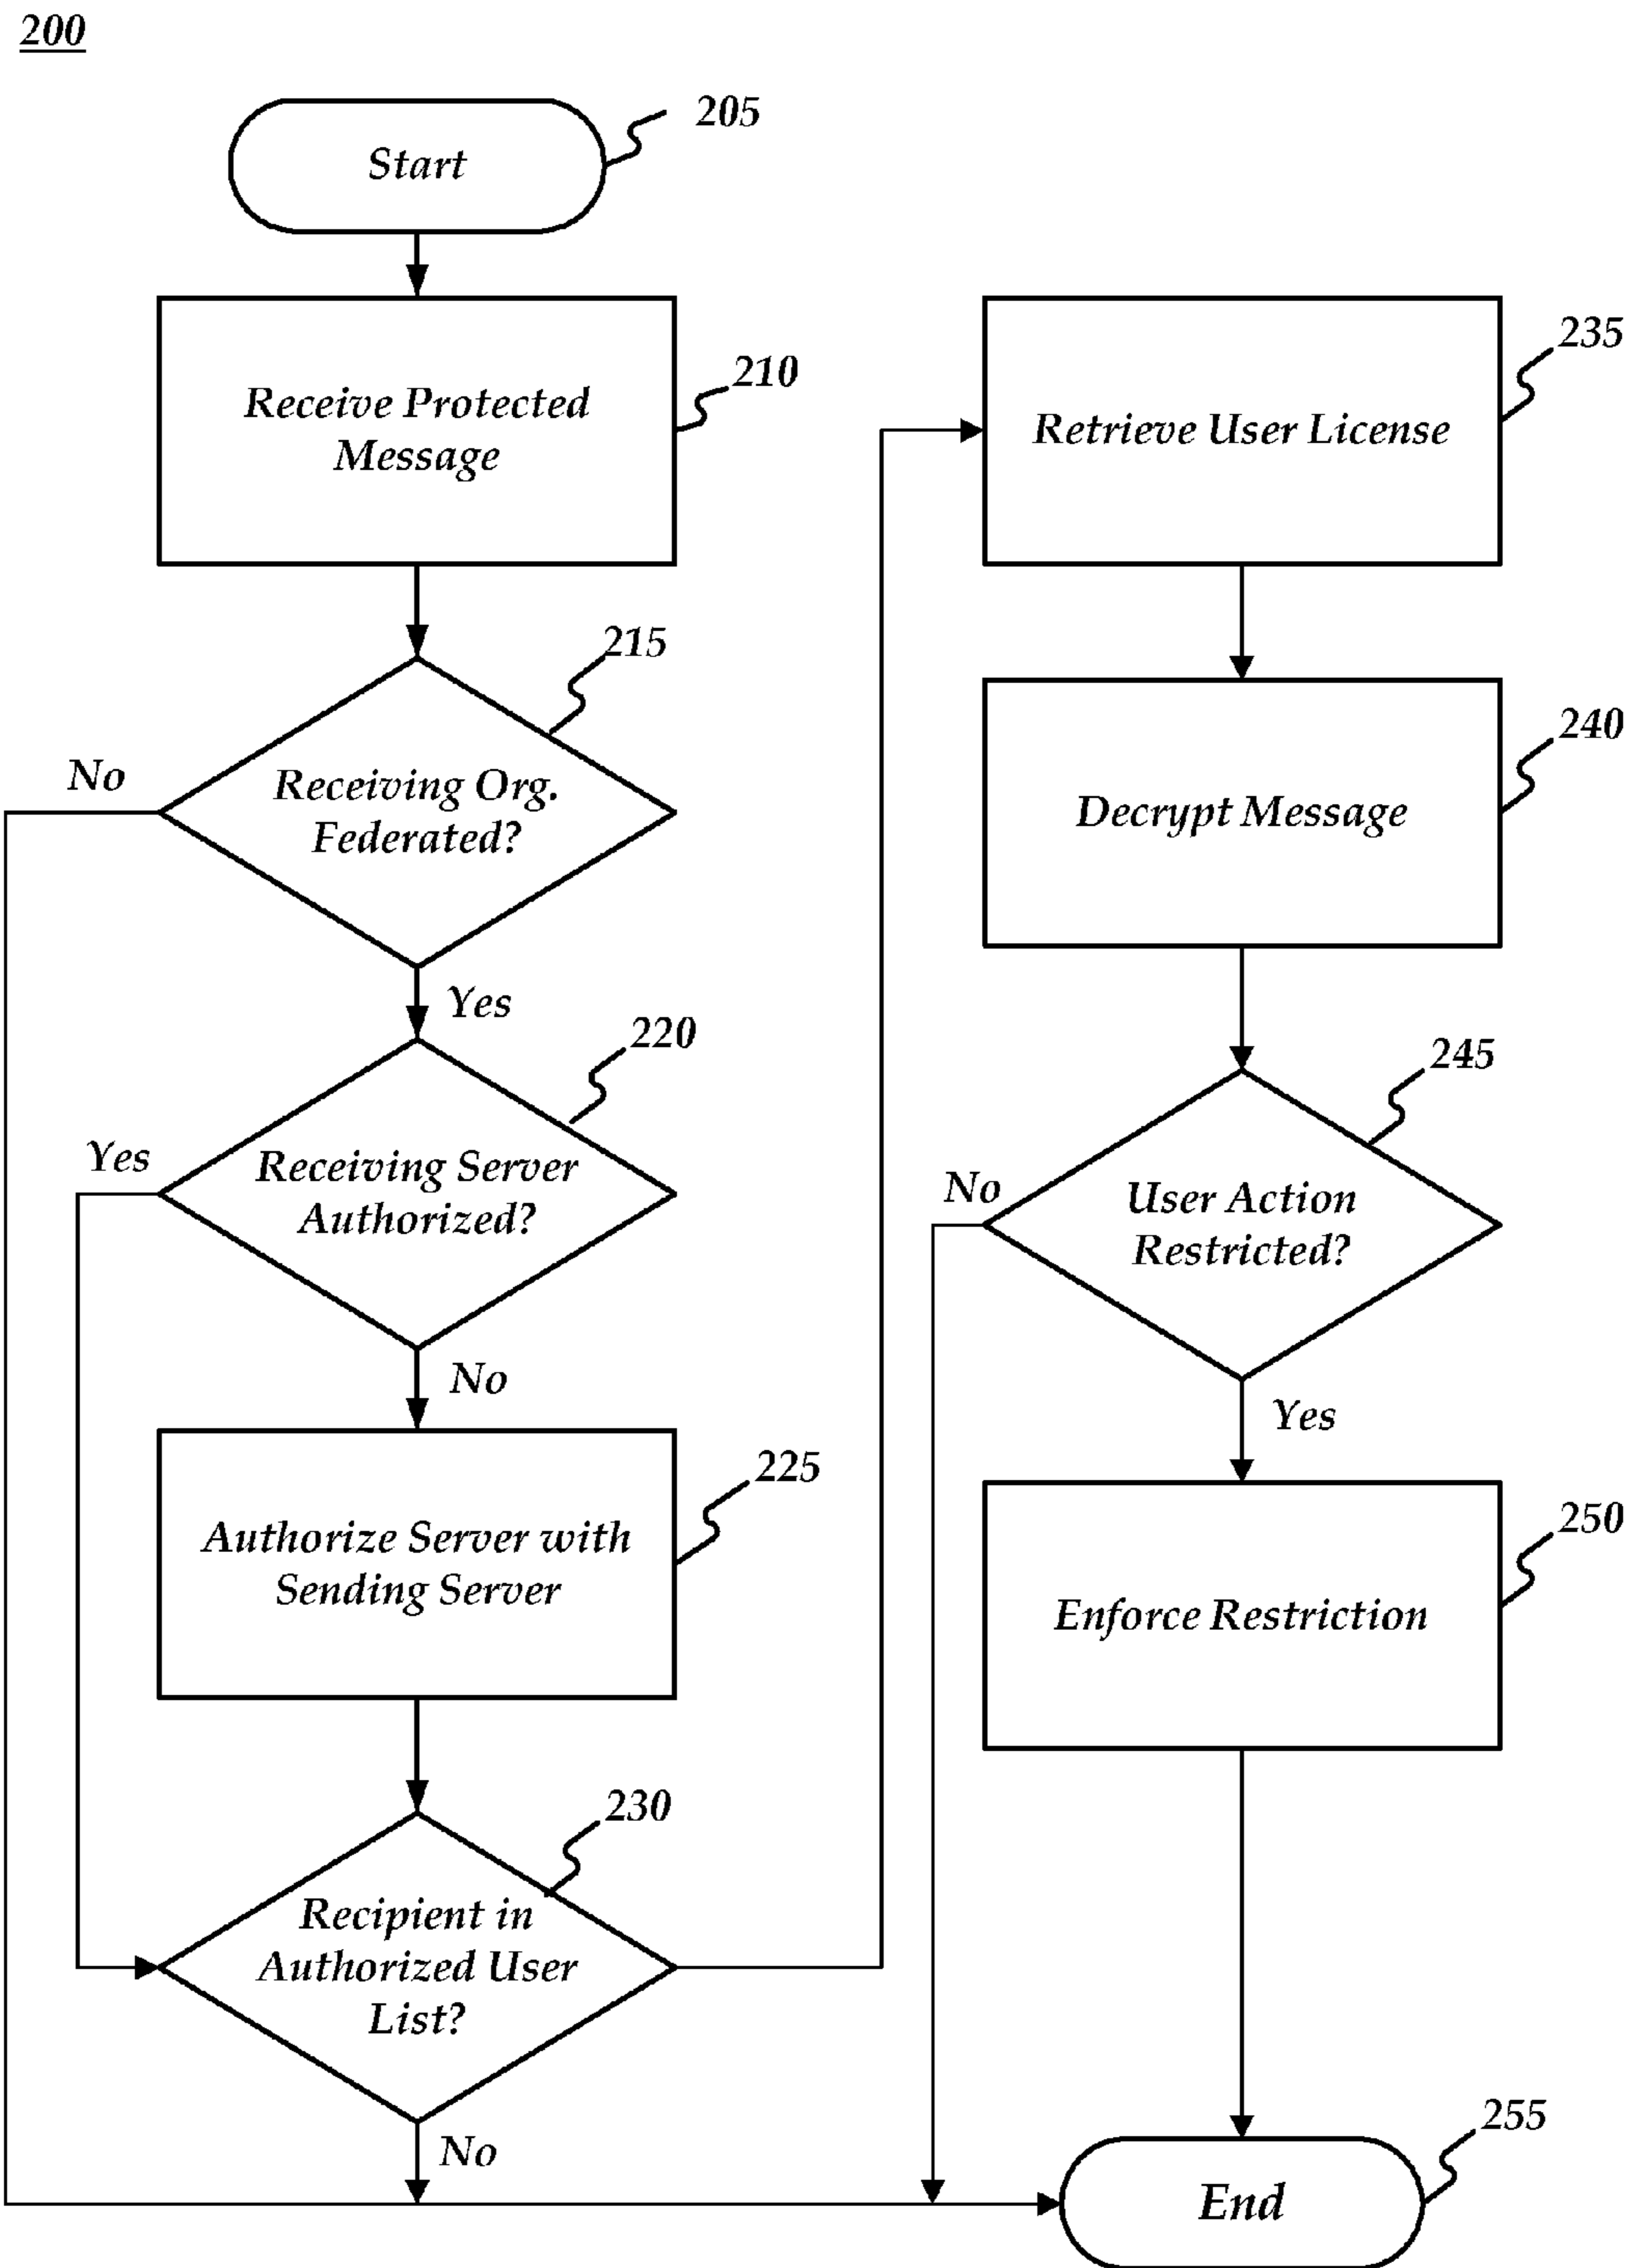 200
Start
205
Receive Protected
Message
210
Receiving Org.
Federated?
215
No
Yes
Receiving Server
Authorized?
220
Yes
No
Authorize Server with
Sending Server
225
Recipient in
Authorized User
List?
230
No
Retrieve User License
235
Decrypt Message
240
User Action
Restricted?
245
No
Yes
Enforce Restriction
250
End
255